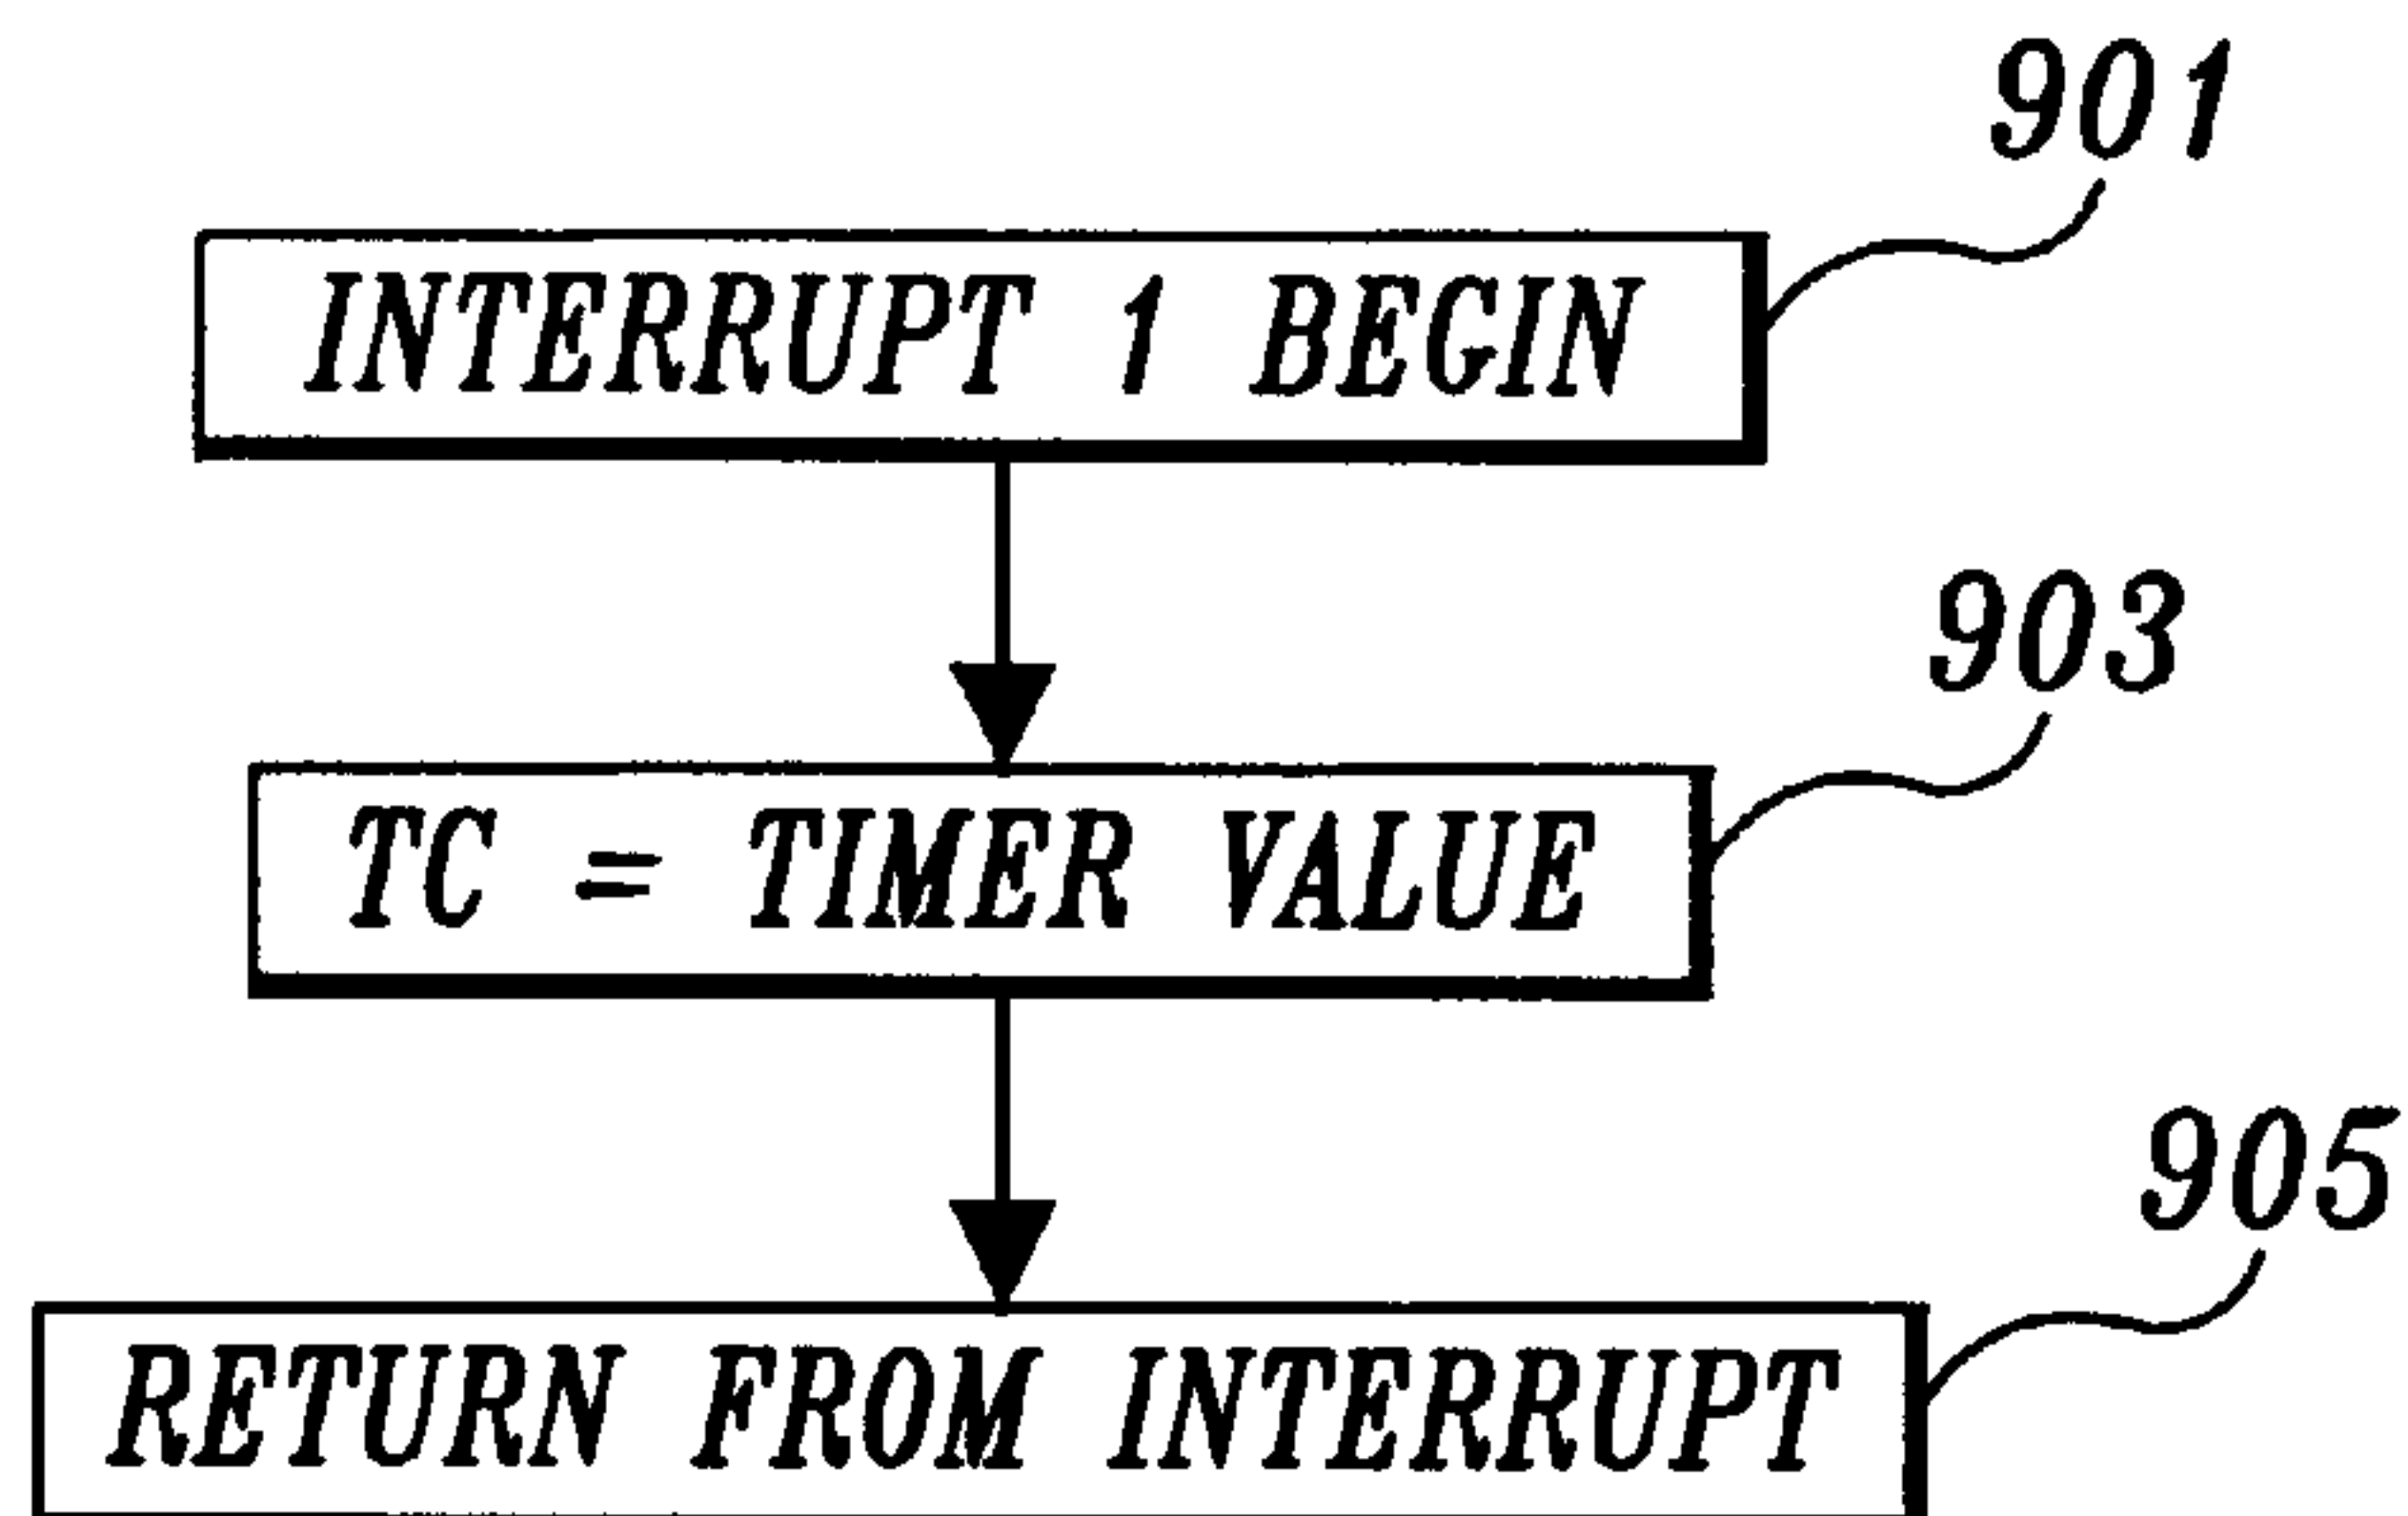 901
INTERRUPT 1 BEGIN
903
TC = TIMER VALUE
905
RETURN FROM INTERRUPT